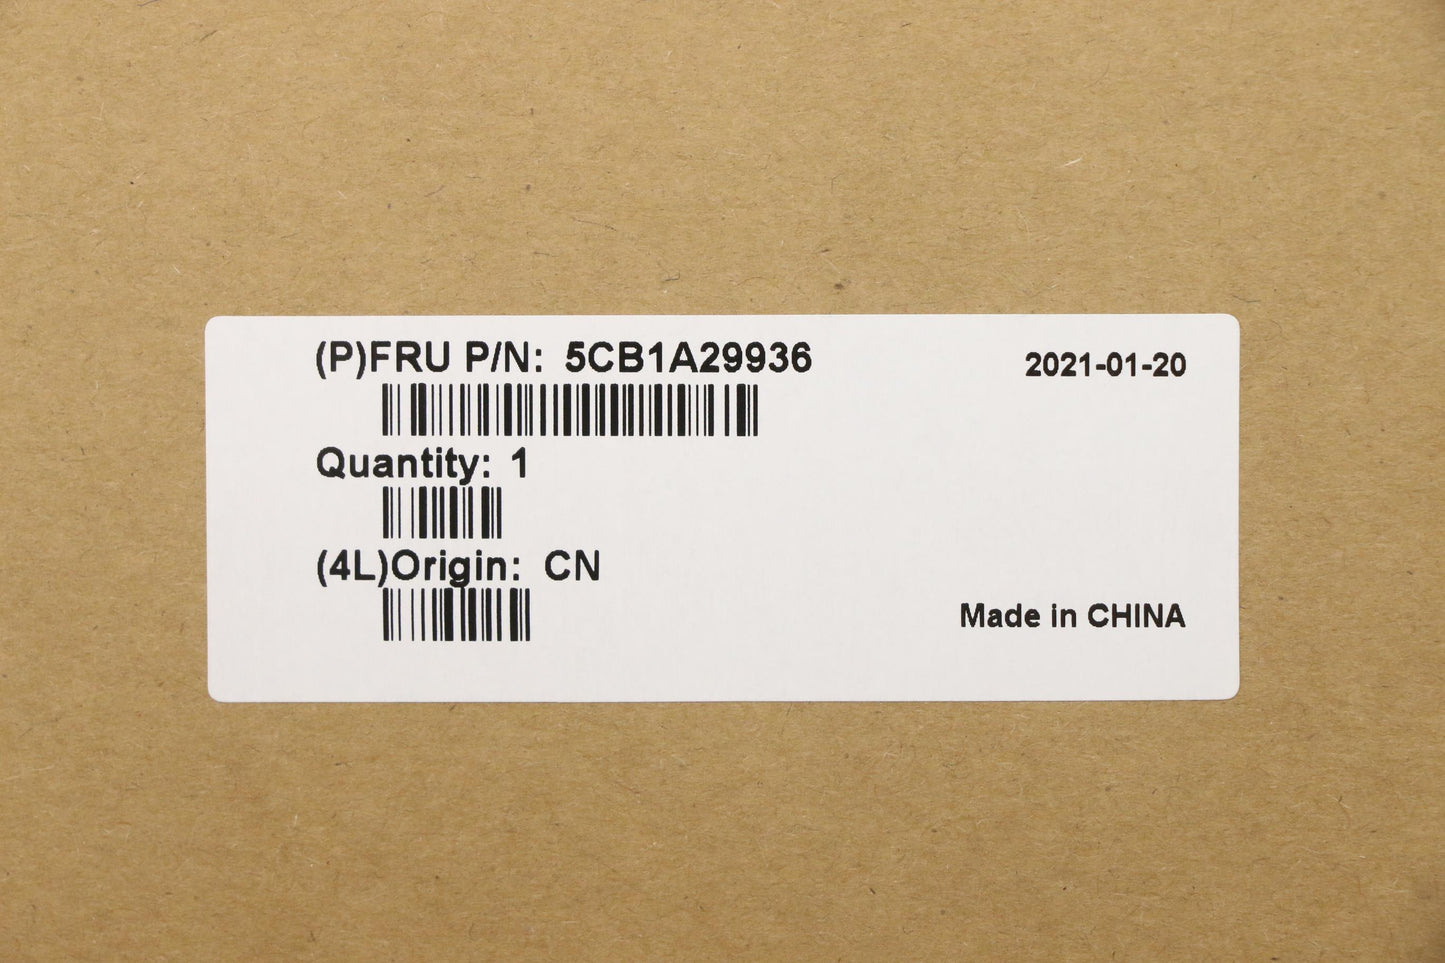 (P)FRU P/N: 5CB1A29936
2021-01-20
Quantity: 1
(4L)Origin: CN
Made in CHINA